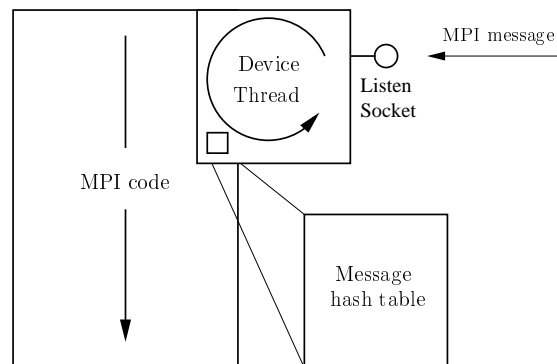 MPI message
Device
Thread
Listen
Socket
MPI code
Message
hash table